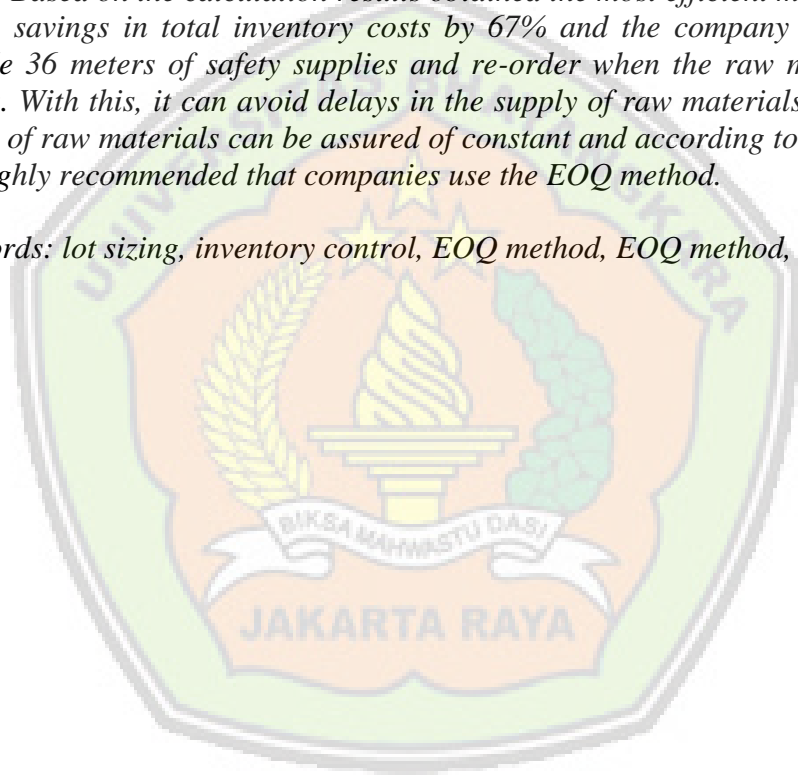 Based on the calculation results obtained the most efficient
savings in total inventory costs by 67% and the company
36 meters of safety supplies and re-order when the raw
. With this, it can avoid delays in the supply of raw materials
of raw materials can be assured of constant and according to
recommended that companies use the EOQ method.
lot sizing, inventory control, EOQ method, EOQ method,
UNIVERSITAS BHAYANGKARA
BIKSA MAHWASTU DASI
JAKARTA RAYA